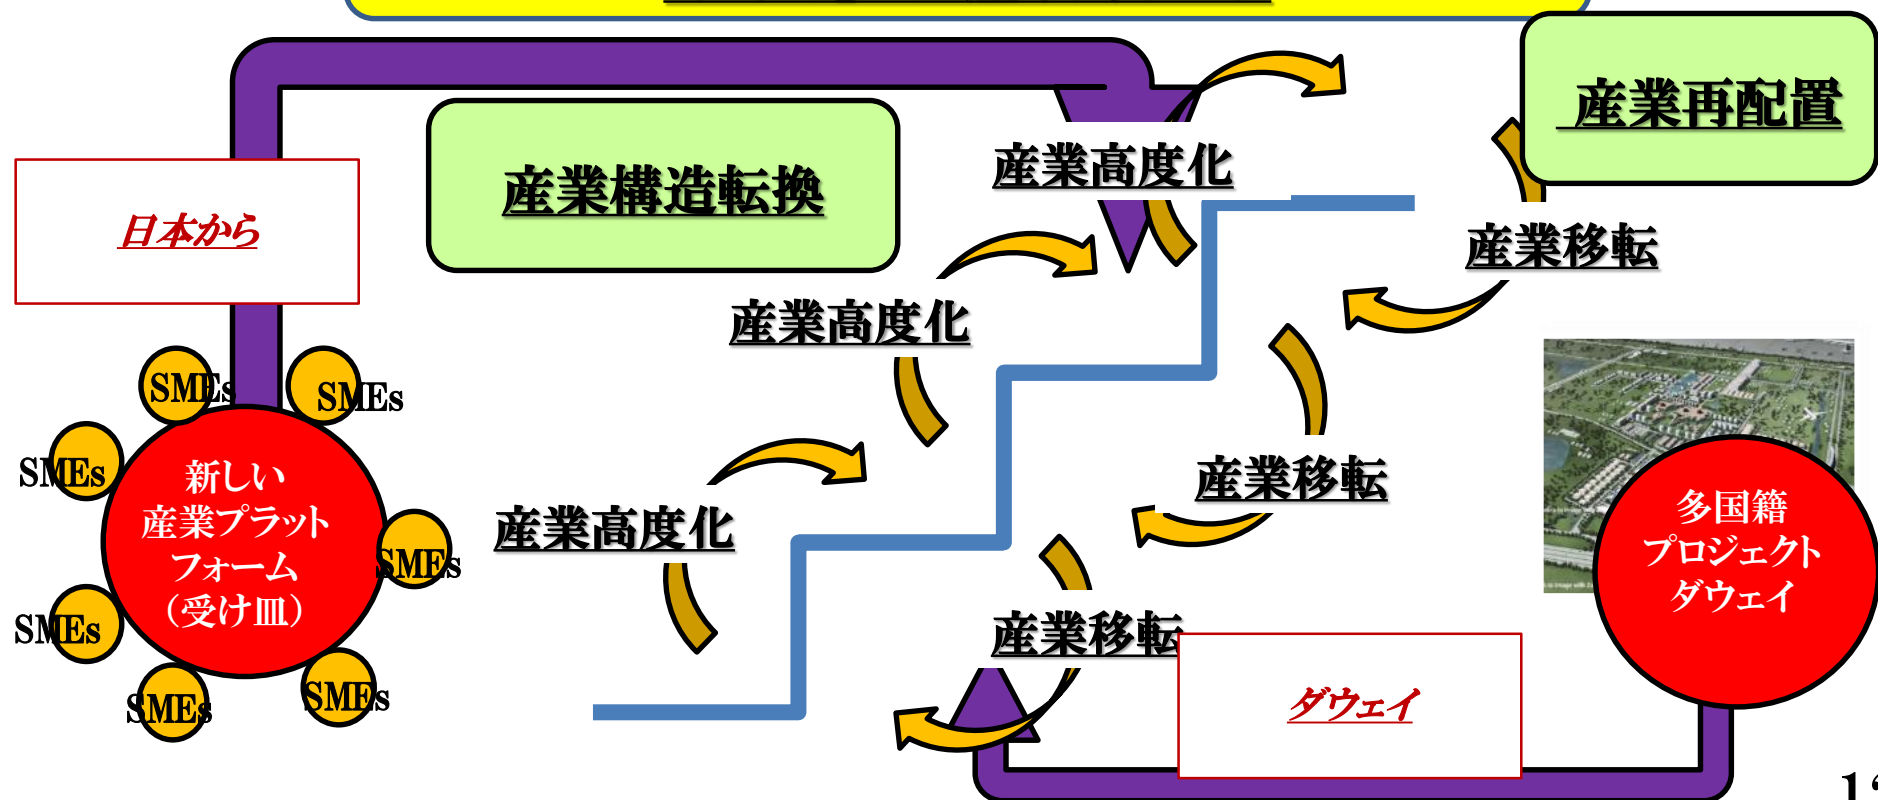 産業再配置
産業構造転換
産業高度化
日本から
産業移転
産業高度化
SMEs
SMEs
SMEs
新しい
産業プラット
フォーム
（受け皿）
産業移転
多国籍
プロジェクト
ダウェイ
産業高度化
SMEs
SMEs
産業移転
SMEs
SMEs
ダウェイ